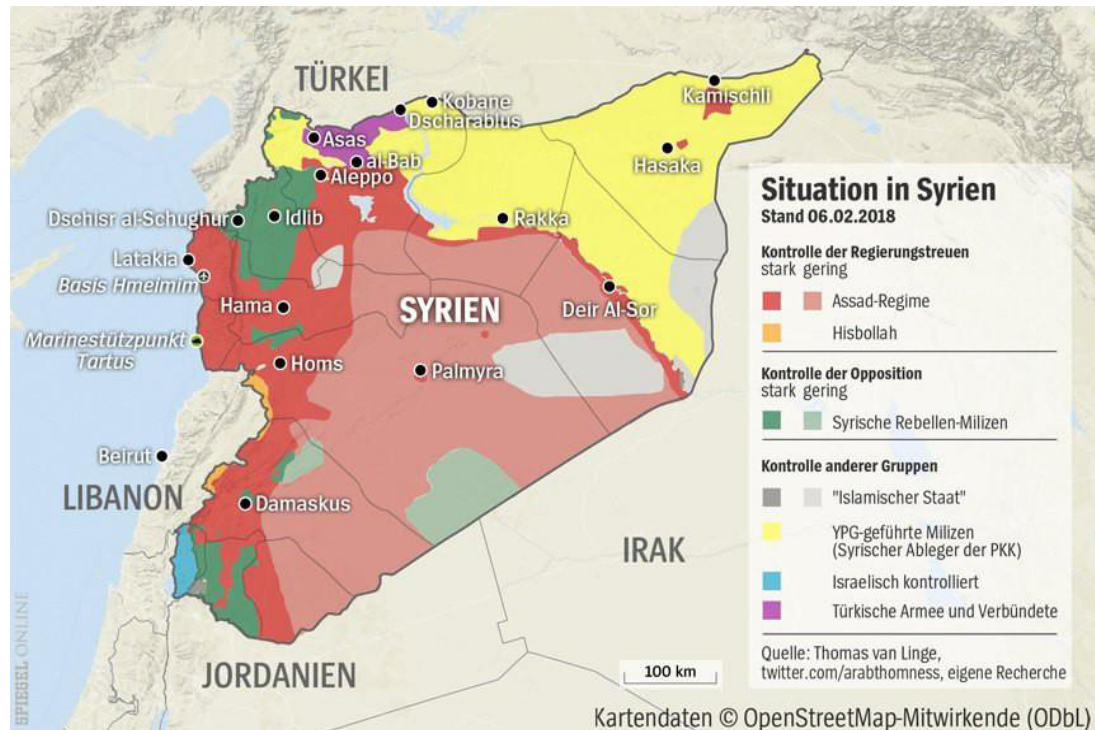 TÜRKEI
Kobane
Dscharablus
Kamischli
Asas
al-Bab
Hasaka
Aleppo
Dschisr al-Schughur
Idlib
Rakka
Latakia
Basis Hmeimim
Hama
SYRIEN
Deir Al-Sor
Marinestützpunkt
Tartus
Homs
Palmyra
Beirut
LIBANON
Damaskus
IRAK
JORDANIEN
100 km
Situation in Syrien
Stand 06.02.2018
Kontrolle der Regierungstreuen
stark gering
Assad-Regime
Hisbollah
Kontrolle der Opposition
stark gering
Syrische Rebellen-Milizen
Kontrolle anderer Gruppen
"Islamischer Staat"
YPG-geführte Milizen
(Syrischer Ableger der PKK)
Israelisch kontrolliert
Türkische Armee und Verbündete
Quelle: Thomas van Linge,
twitter.com/arabthomness, eigene Recherche
SPIEGEL ONLINE
Kartendaten © OpenStreetMap-Mitwirkende (ODbL)